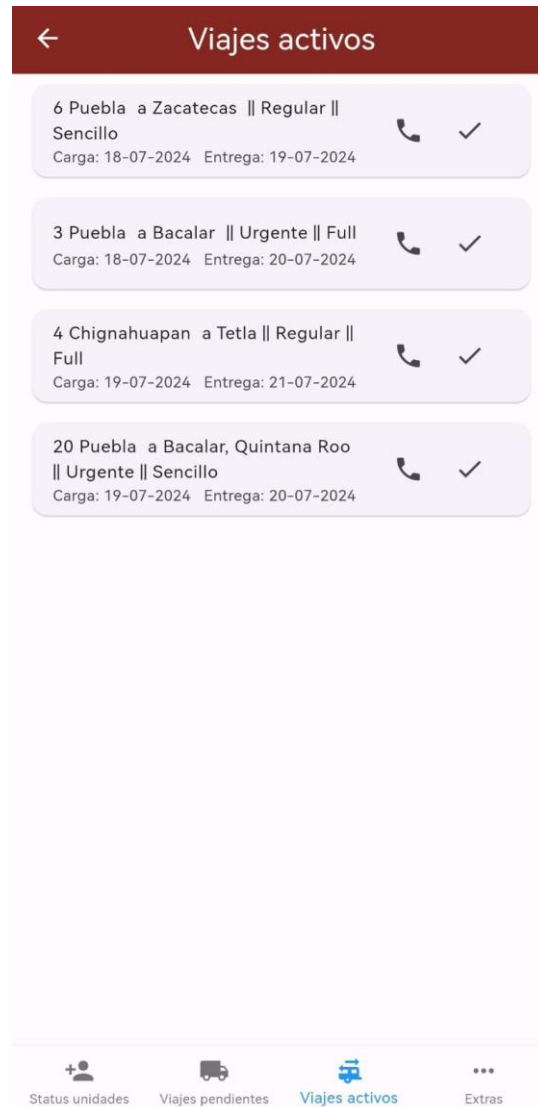 Viajes activos
6 Puebla  a Zacatecas  || Regular ||
Sencillo
Carga: 18-07-2024  Entrega: 19-07-2024
3 Puebla  a Bacalar  || Urgente || Full
Carga: 18-07-2024  Entrega: 20-07-2024
4 Chignahuapan  a Tetla || Regular ||
Full
Carga: 19-07-2024  Entrega: 21-07-2024
20 Puebla  a Bacalar, Quintana Roo
|| Urgente || Sencillo
Carga: 19-07-2024  Entrega: 20-07-2024
Status unidades  Viajes pendientes  Viajes activos  Extras